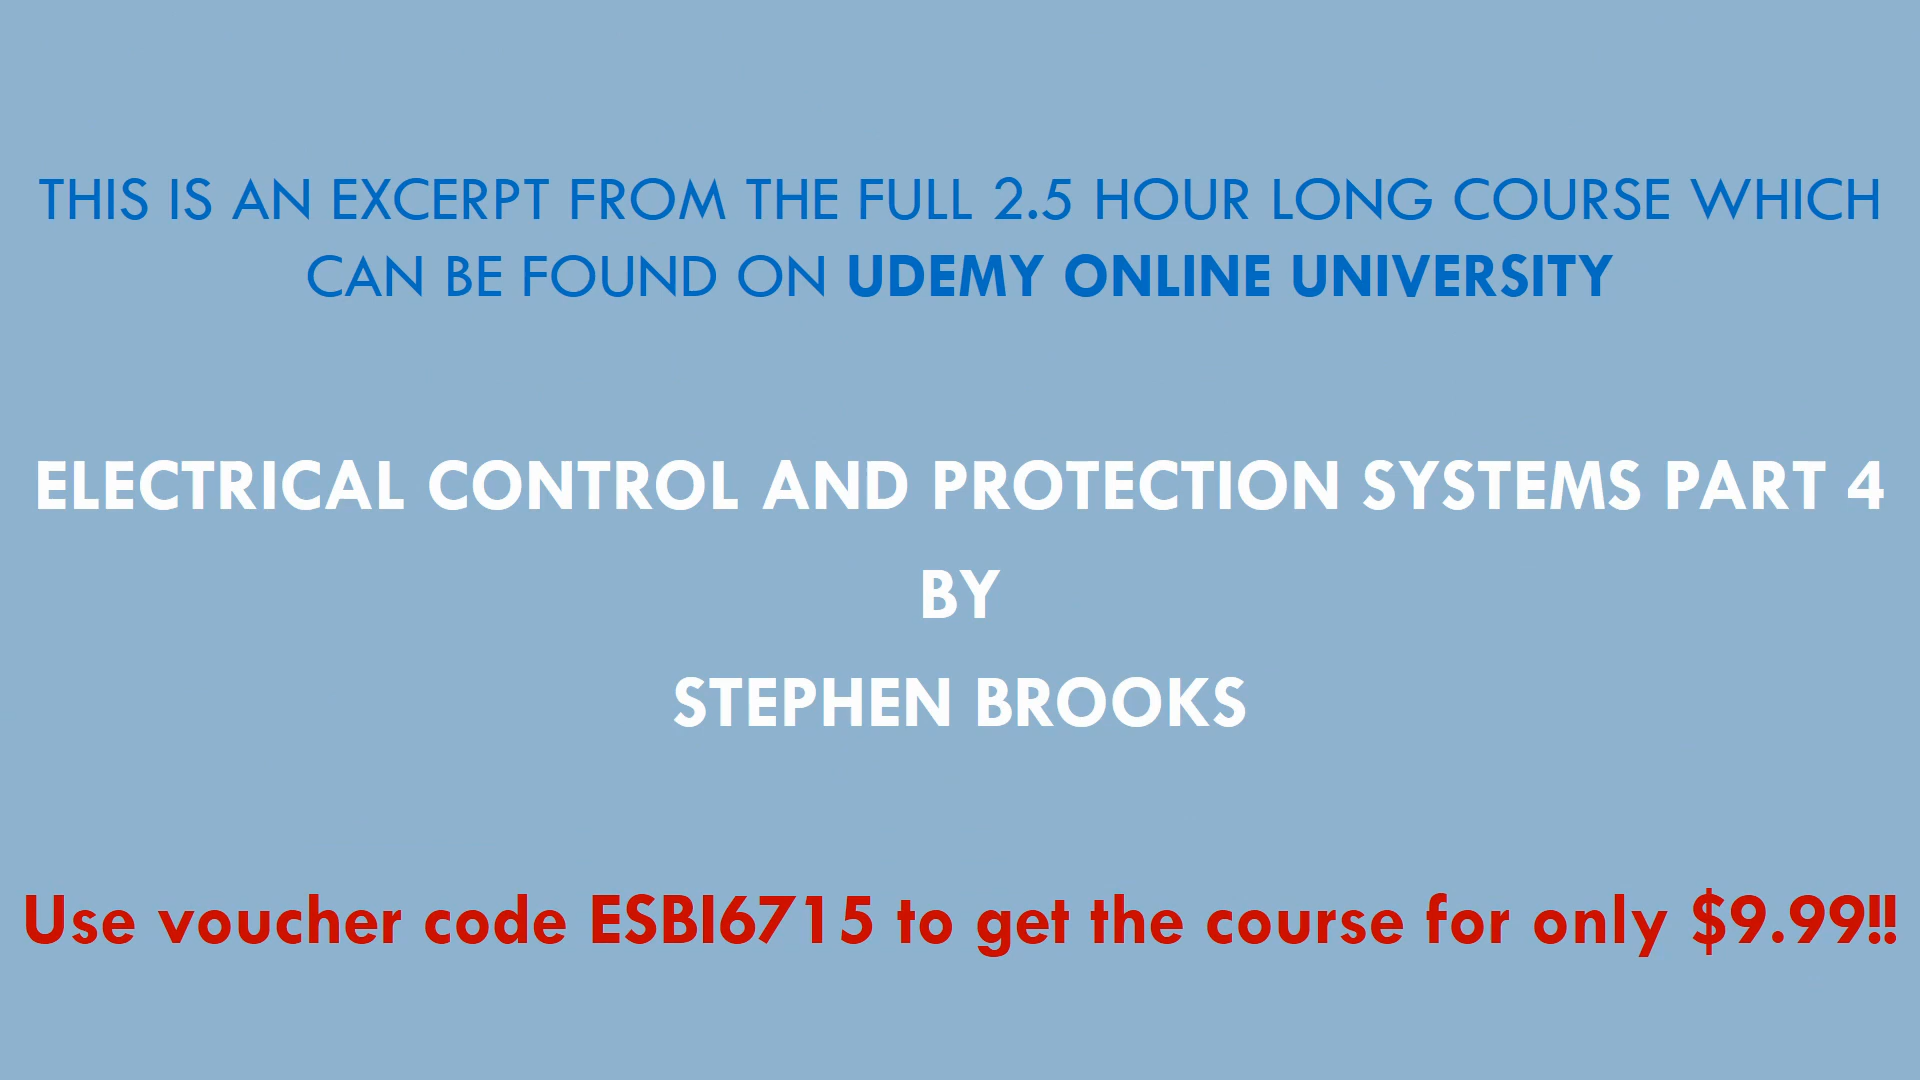 THIS IS AN EXCERPT FROM THE FULL 2.5 HOUR LONG COURSE WHICH
CAN BE FOUND ON UDEMY ONLINE UNIVERSITY
ELECTRICAL CONTROL AND PROTECTION SYSTEMS PART 4
BY
STEPHEN BROOKS
Use voucher code ESBI6715 to get the course for only $9.99!!